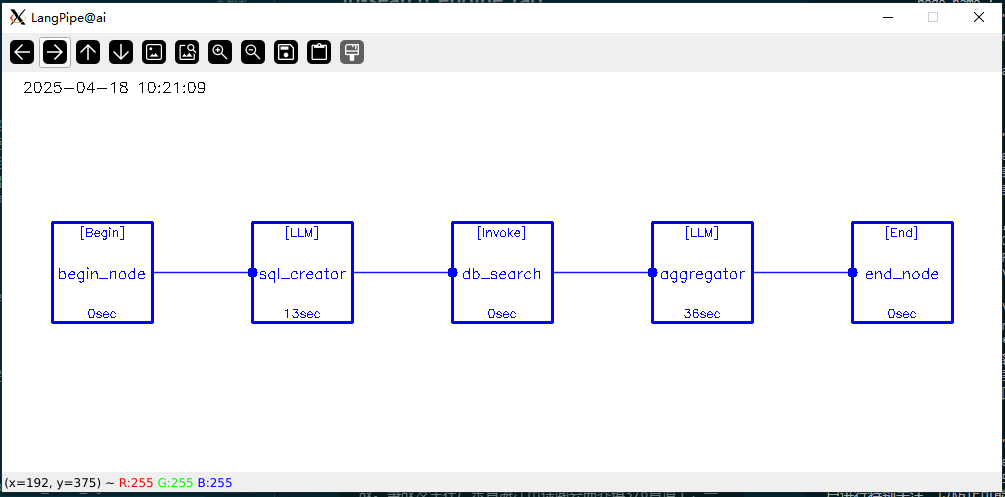 LangPipe@ai
2025-04-18 10:21:09
[Begin]
begin_node
0sec
[LLM]
sql_creator
13sec
[Invoke]
db_search
0sec
[LLM]
aggregator
36sec
[End]
end_node
0sec
(x=192, y=375) ~ R:255 G:255 B:255